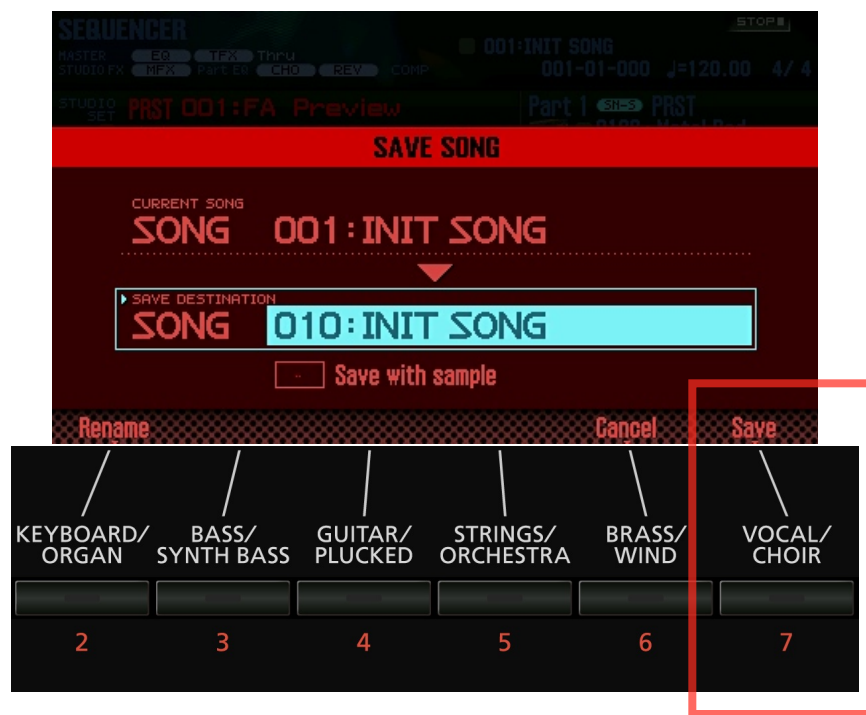 SEQUENCER
STOP
MASTER EQ TFX Thru
001:INIT SONG
STUDIO FX MFX Part EQ CHO REV COMP
001-01-000 ♩=120.00 4/ 4
STUDIO SET PRST 001:FA Preview
Part 1 SN-S PRST
SAVE SONG
CURRENT SONG
SONG 001:INIT SONG
SAVE DESTINATION
SONG 010:INIT SONG
Save with sample
Rename Cancel Save
KEYBOARD/ BASS/ GUITAR/ STRINGS/ BRASS/ VOCAL/
ORGAN SYNTH BASS PLUCKED ORCHESTRA WIND CHOIR
2 3 4 5 6 7